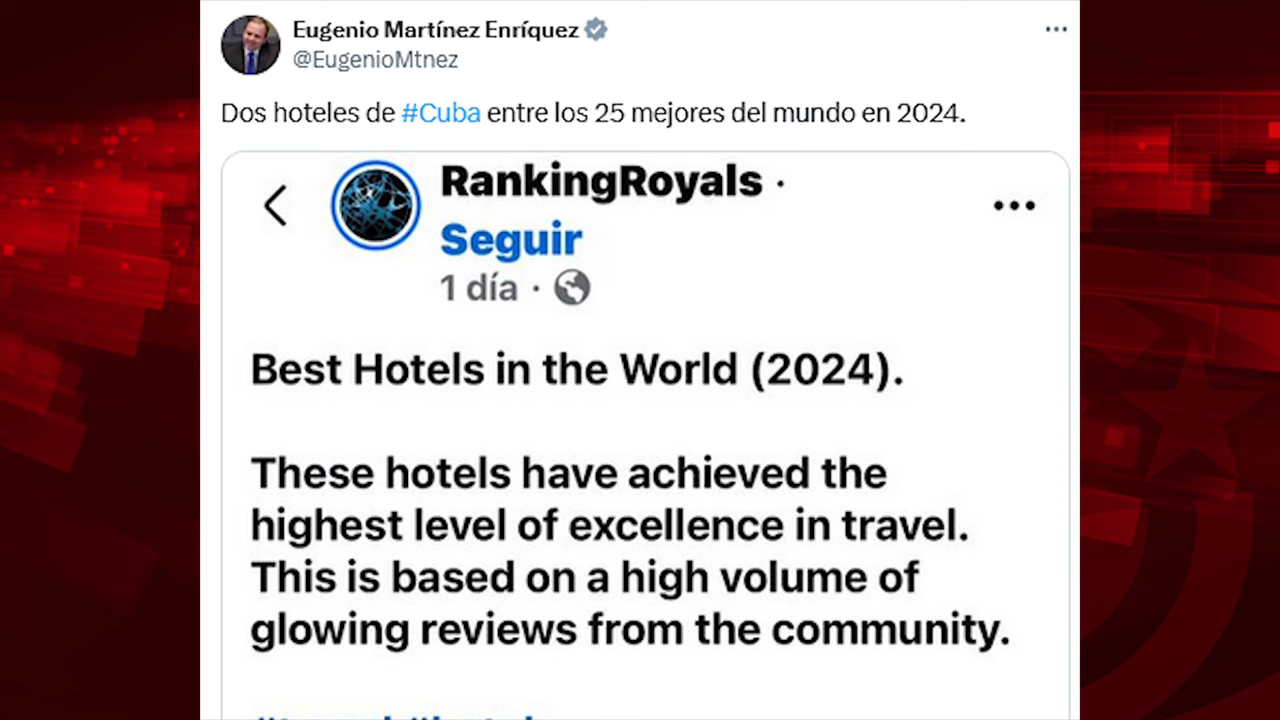 Eugenio Martínez Enríquez
@EugenioMtnez
Dos hoteles de #Cuba entre los 25 mejores del mundo en 2024.
RankingRoyals ·
Seguir
1 día ·
Best Hotels in the World (2024).
These hotels have achieved the
highest level of excellence in travel.
This is based on a high volume of
glowing reviews from the community.